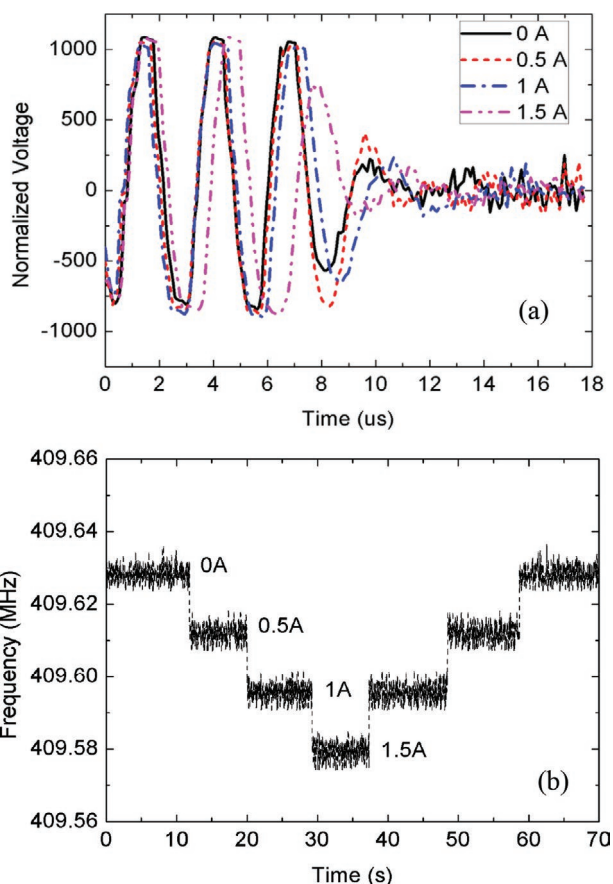 0 A
0.5 A
1 A
1.5 A
1000
500
0
-500
-1000
Normalized Voltage
(a)
0 2 4 6 8 10 12 14 16 18
Time (us)
409.66
409.64
409.62
409.60
409.58
409.56
Frequency (MHz)
0A
0.5A
1A
1.5A
(b)
0 10 20 30 40 50 60 70
Time (s)